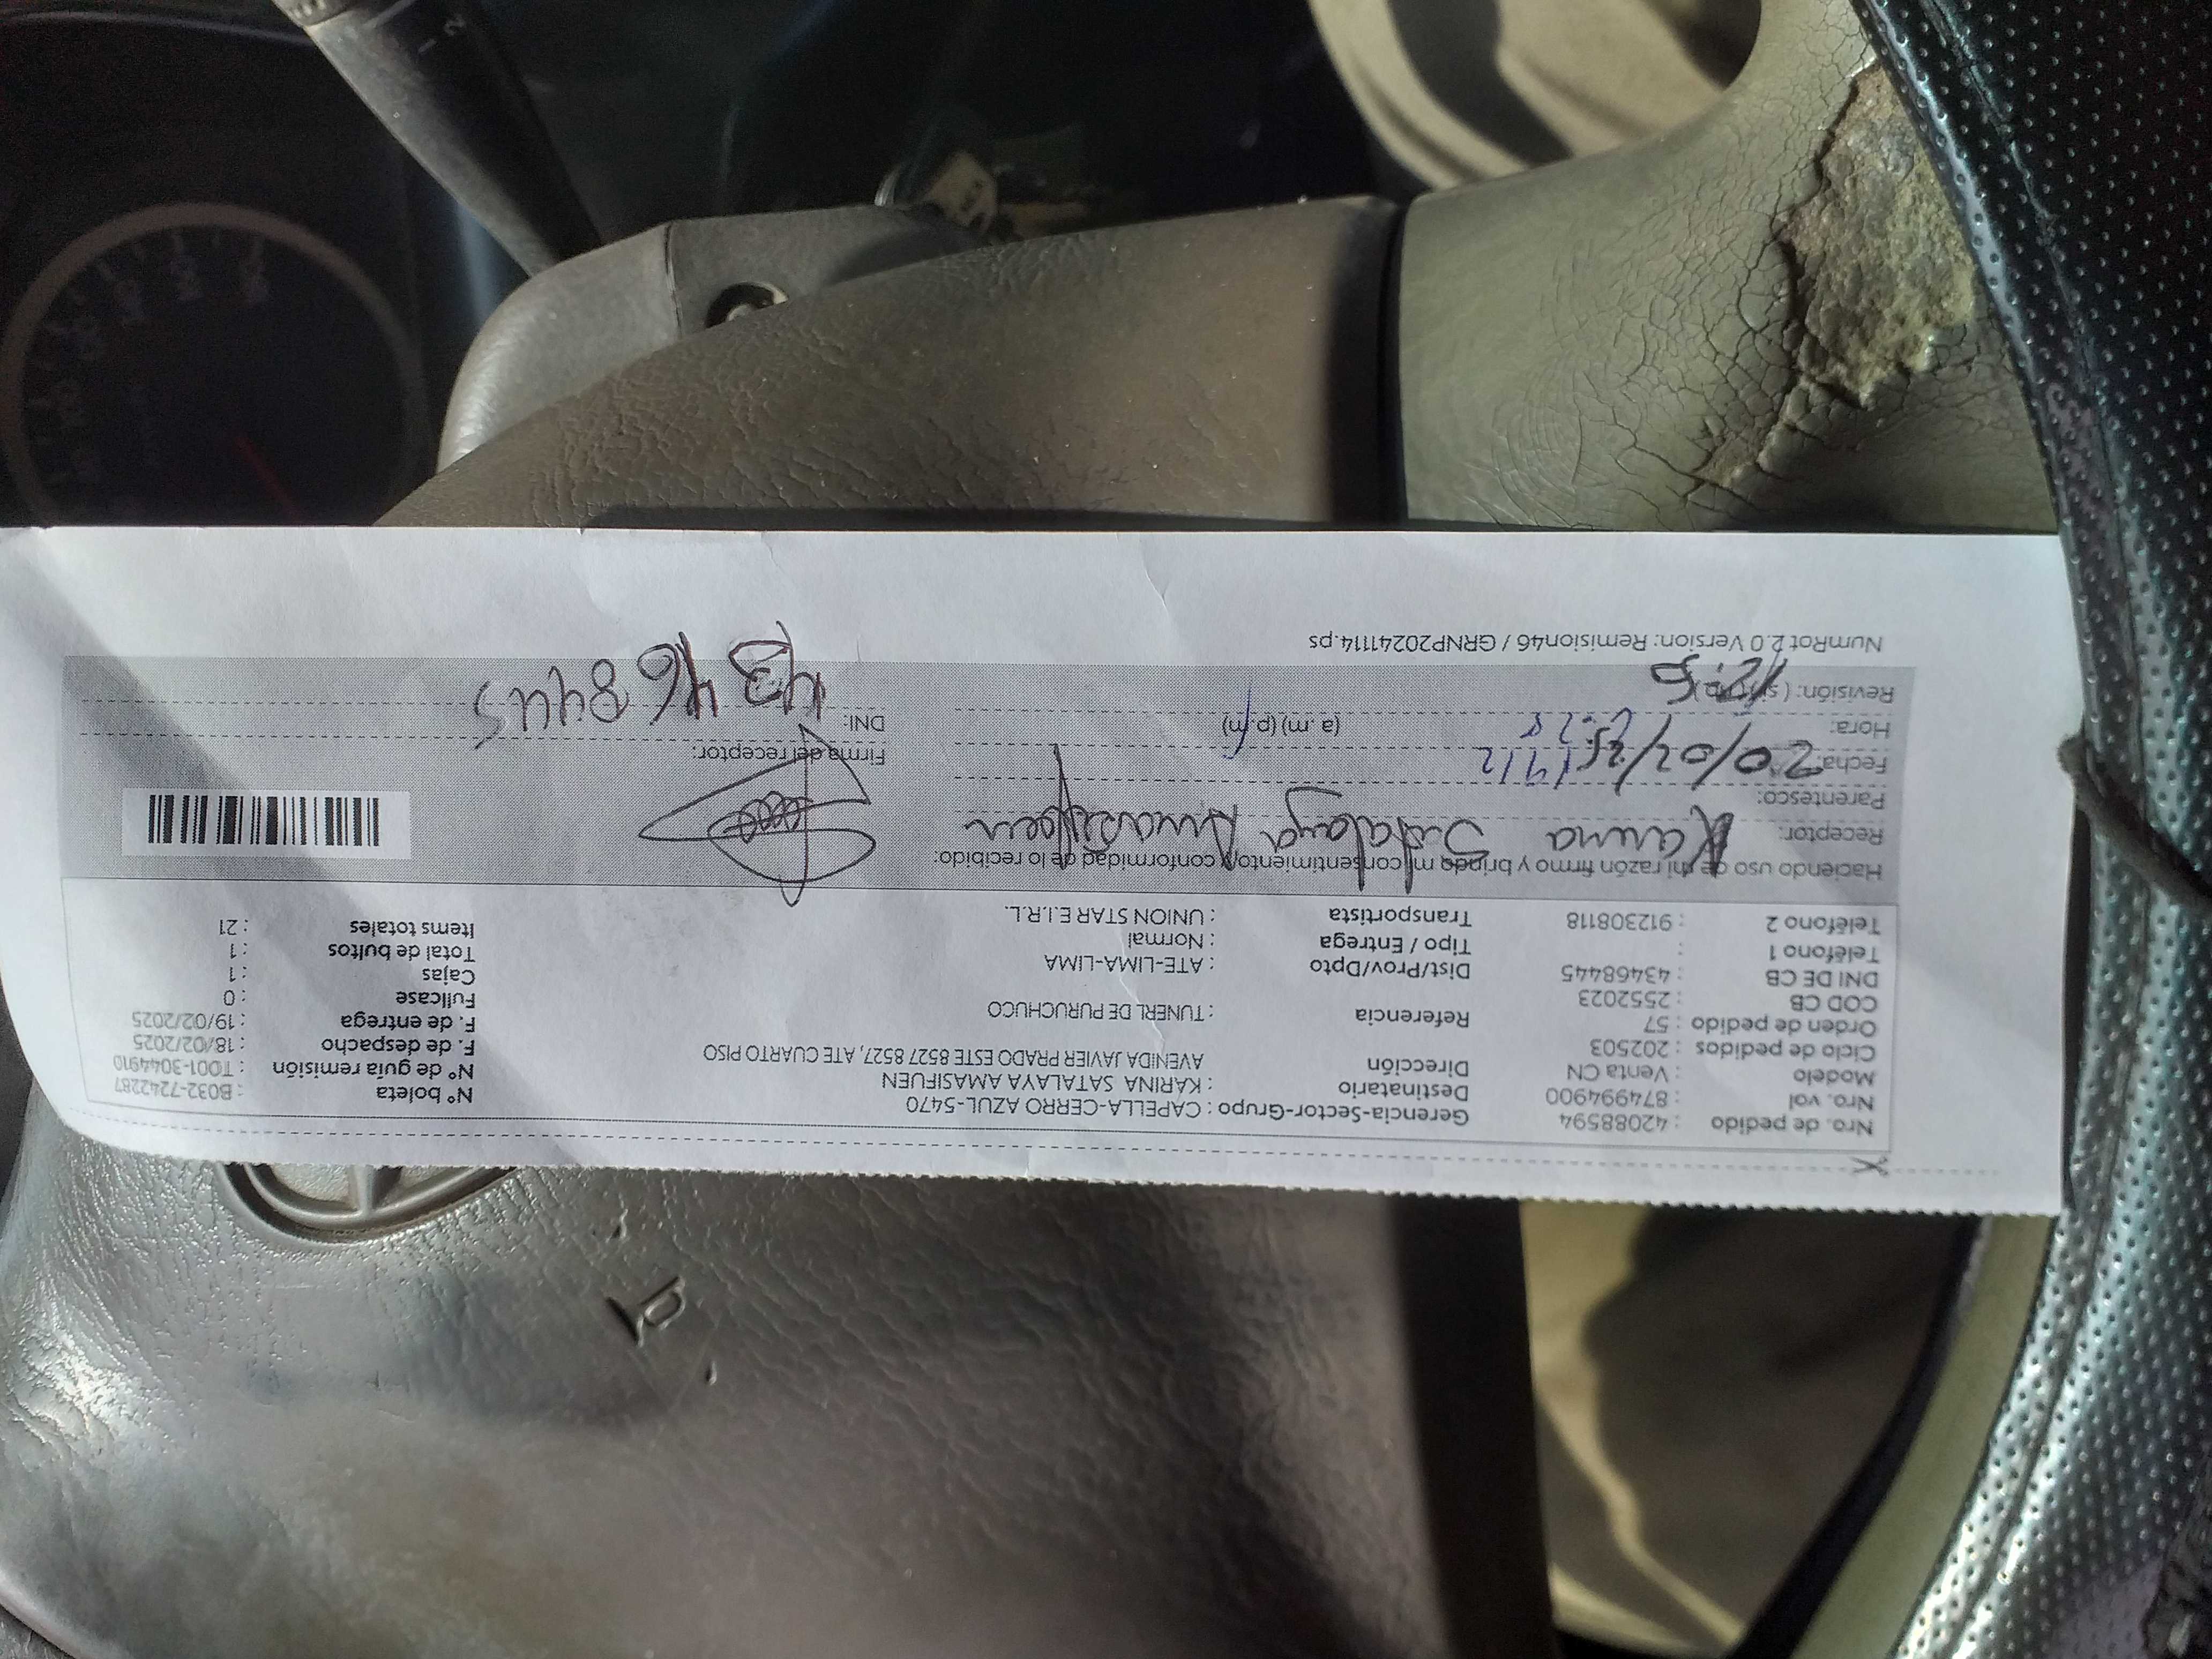 Nro. de pedido : 42088594 Gerencia-Sector-Grupo : CAPELLA-CERRO AZUL-5470 N° boleta : B032-7242287
Nro. vol : 874994900 Destinatario : KARINA SATALAYA AMASIFUEN N° de guía remisión : T001-3044910
Modelo : Venta CN Dirección AVENIDA JAVIER PRADO ESTE 8527 8527, ATE CUARTO PISO F. de despacho : 18/02/2025
Ciclo de pedidos : 202503 F. de entrega : 19/02/2025
Orden de pedido : 57 Referencia : TUNERL DE PURUCHUCO Fullcase : 0
COD CB : 2552023 Cajas : 1
DNI DE CB : 43468445 Dist/Prov/Dpto : ATE-LIMA-LIMA Total de bultos : 1
Teléfono 1 : Tipo / Entrega : Normal Items totales : 21
Teléfono 2 : 912308118 Transportista : UNION STAR E.I.R.L.
Haciendo uso de mi razón firmo y brindo mi consentimiento y conformidad de lo recibido:
Receptor: Karina Satalaya Amasifuen
Parentesco:
Fecha: 20/02/25 Firma del receptor:
Hora: (a.m) (p.m) DNI: 43468445
Revisión:
NumRot 2.0 Version: Remision46 / GRNP20241114.ps